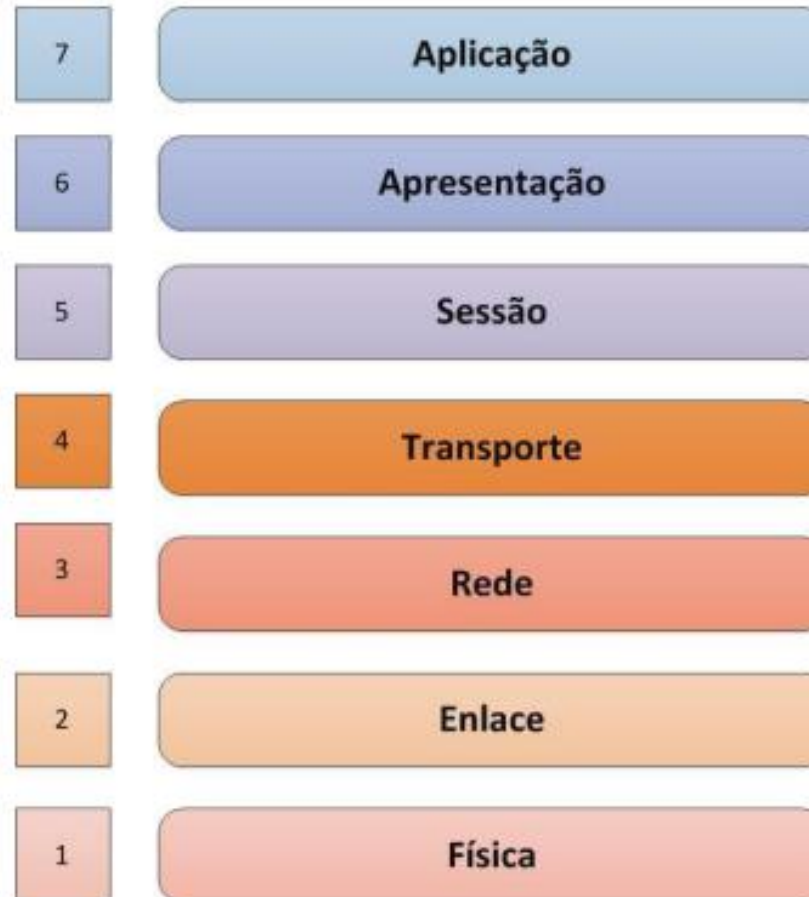 7 Aplicação
6 Apresentação
5 Sessão
4 Transporte
3 Rede
2 Enlace
1 Física